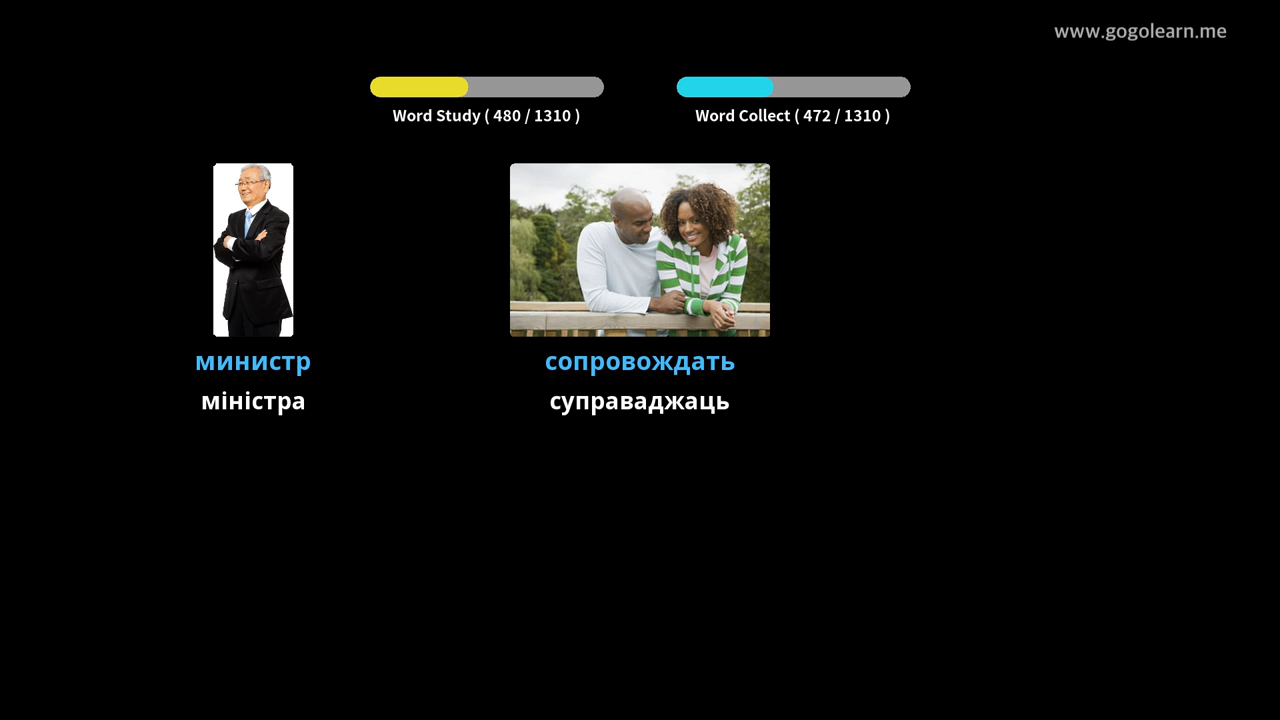 www.gogolearn.me
Word Study ( 480 / 1310 )
Word Collect ( 472 / 1310 )
министр
міністра
сопровождать
суправаджаць